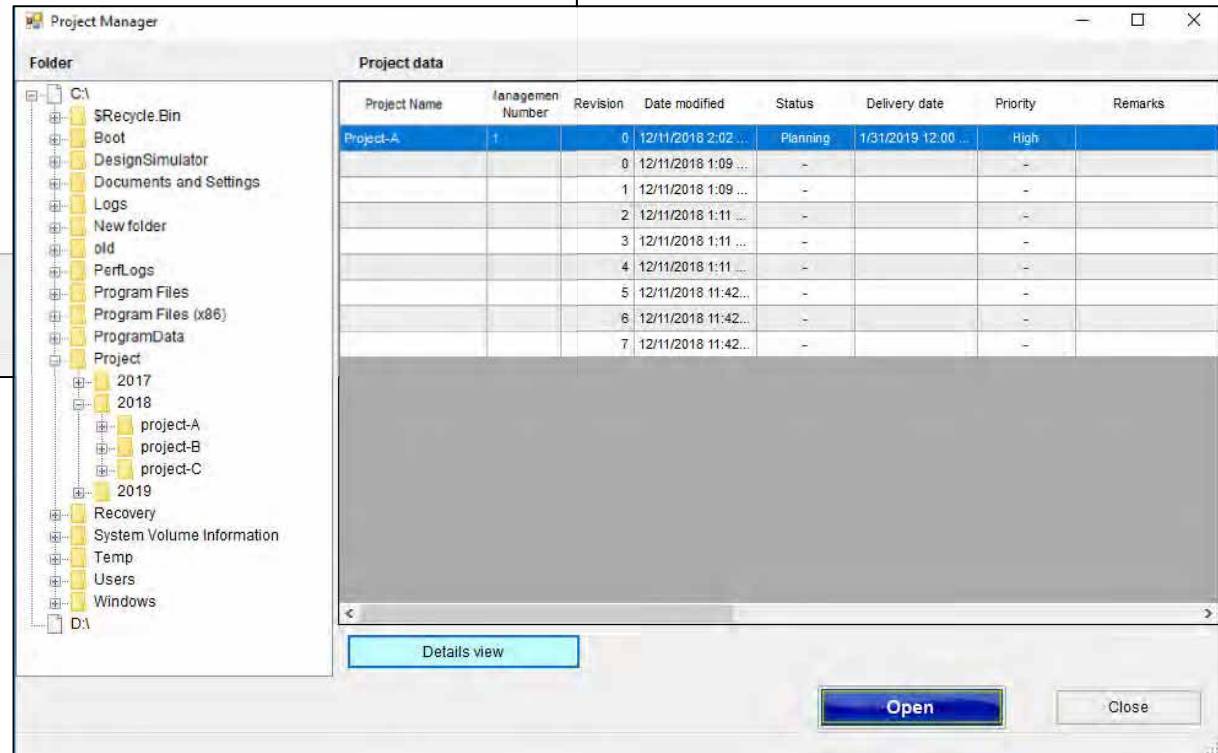 Project Manager
Folder
Project data
C:\
$Recycle.Bin
Boot
DesignSimulator
Documents and Settings
Logs
New folder
old
PerfLogs
Program Files
Program Files (x86)
ProgramData
Project
2017
2018
project-A
project-B
project-C
2019
Recovery
System Volume Information
Temp
Users
Windows
D:\
Project Name anagemen Number Revision Date modified Status Delivery date Priority Remarks
Project-A 1 0 12/11/2018 2:02 ... Planning 1/31/2019 12:00 ... High
0 12/11/2018 1:09 ... - -
1 12/11/2018 1:09 ... - -
2 12/11/2018 1:11 ... - -
3 12/11/2018 1:11 ... - -
4 12/11/2018 1:11 ... - -
5 12/11/2018 11:42... - -
6 12/11/2018 11:42... - -
7 12/11/2018 11:42... - -
Details view
Open Close